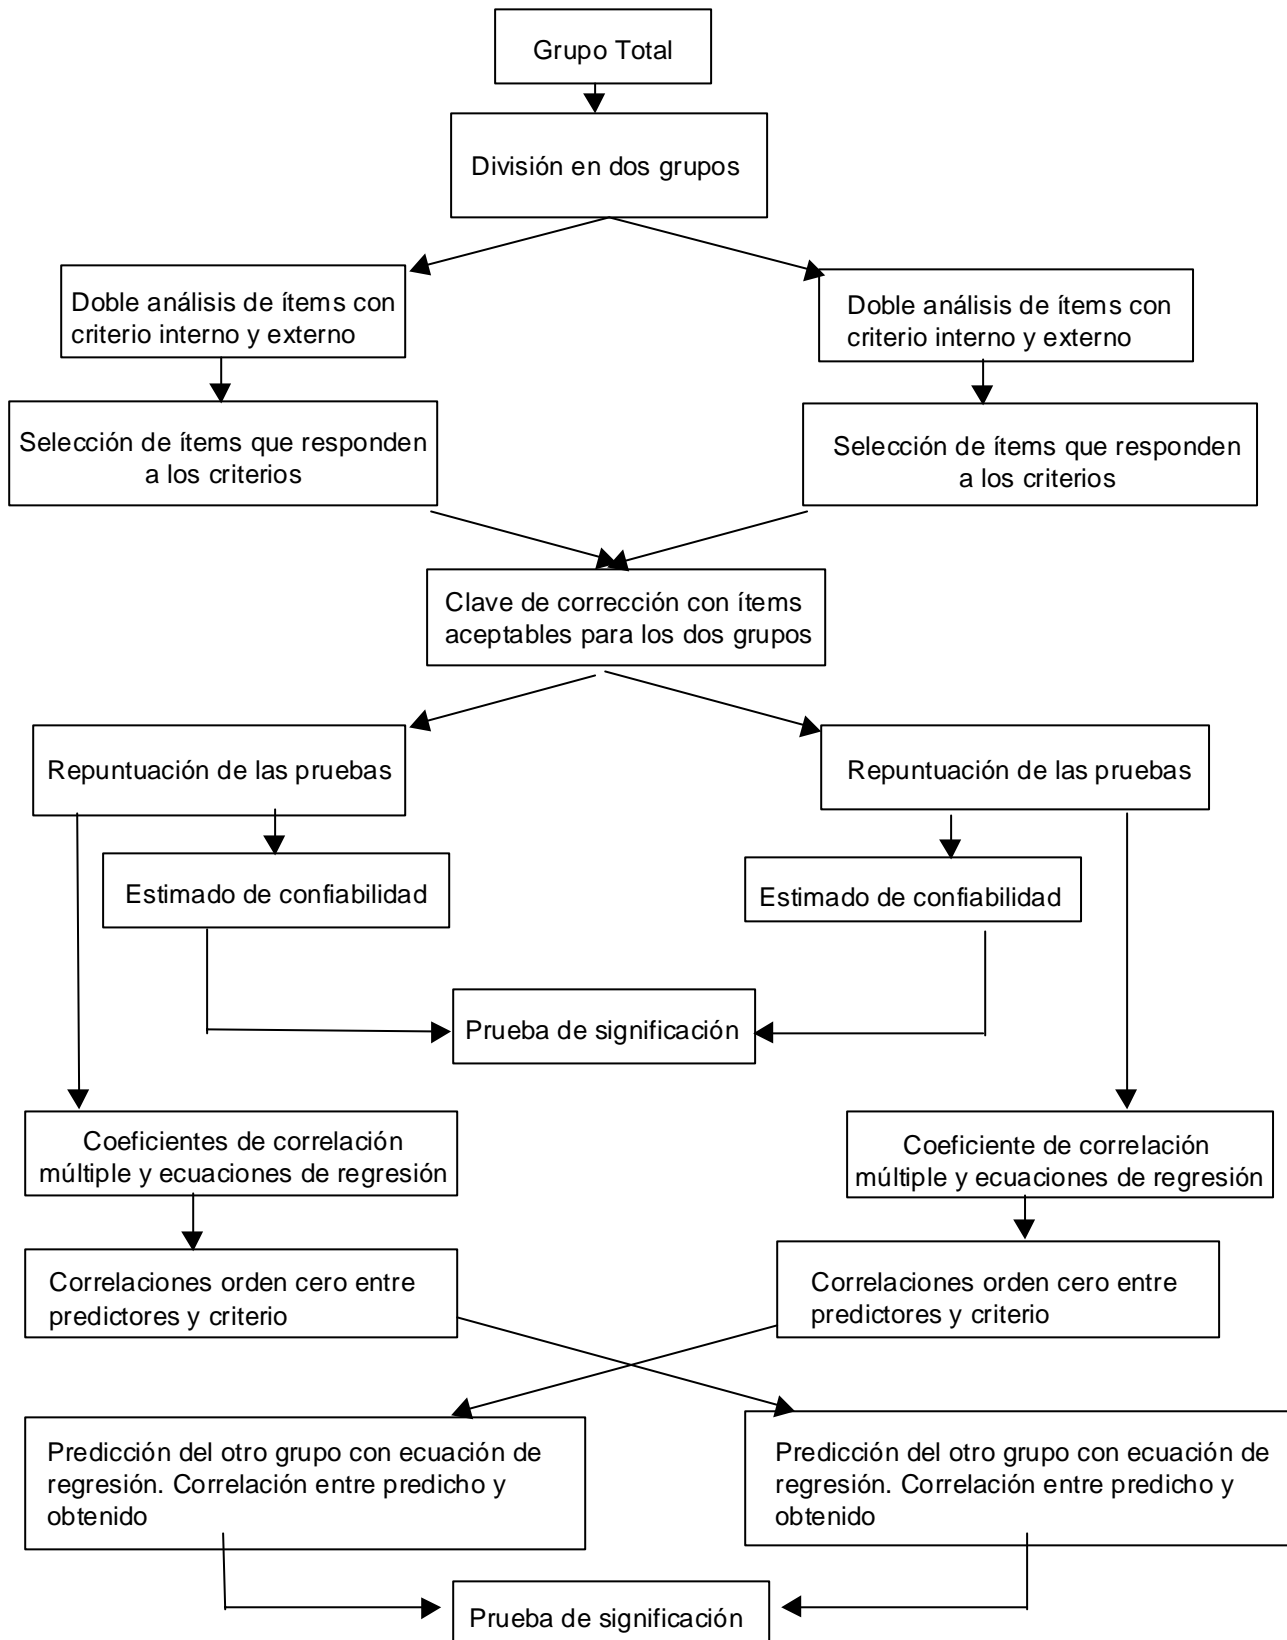 Grupo Total
División en dos grupos
Doble análisis de ítems con
criterio interno y externo
Doble análisis de ítems con
criterio interno y externo
Selección de ítems que responden
a los criterios
Selección de ítems que responden
a los criterios
Clave de corrección con ítems
aceptables para los dos grupos
Repuntuación de las pruebas
Repuntuación de las pruebas
Estimado de confiabilidad
Estimado de confiabilidad
Prueba de significación
Coeficientes de correlación
múltiple y ecuaciones de regresión
Coeficiente de correlación
múltiple y ecuaciones de regresión
Correlaciones orden cero entre
predictores y criterio
Correlaciones orden cero entre
predictores y criterio
Predicción del otro grupo con ecuación de
regresión. Correlación entre predicho y
obtenido
Predicción del otro grupo con ecuación de
regresión. Correlación entre predicho y
obtenido
Prueba de significación